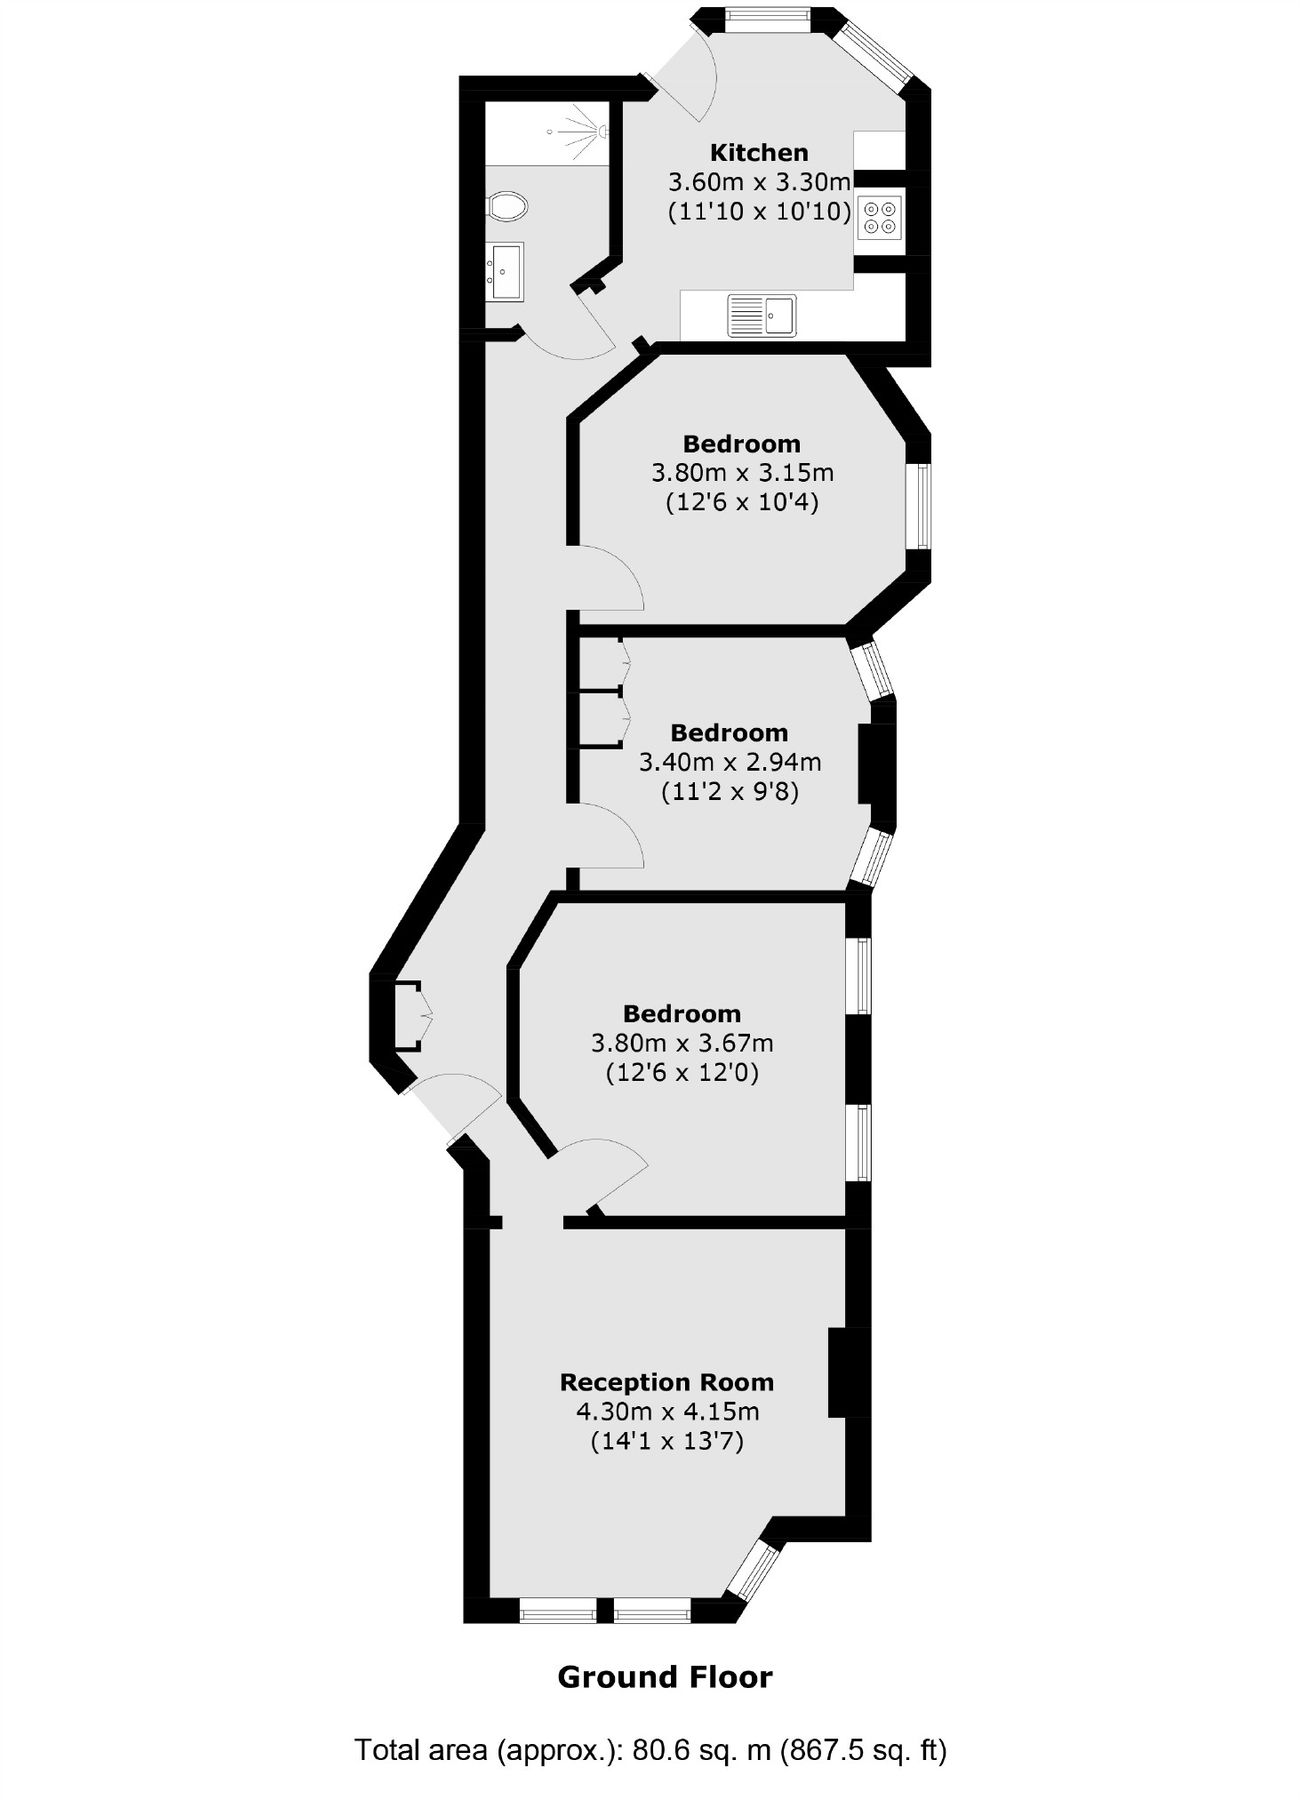 Kitchen
3.60m x 3.30m
(11'10 x 10'10)
Bedroom
3.80m x 3.15m
(12'6 x 10'4)
Bedroom
3.40m x 2.94m
(11'2 x 9'8)
Bedroom
3.80m x 3.67m
(12'6 x 12'0)
Reception Room
4.30m x 4.15m
(14'1 x 13'7)
Ground Floor
Total area (approx.): 80.6 sq. m (867.5 sq. ft)